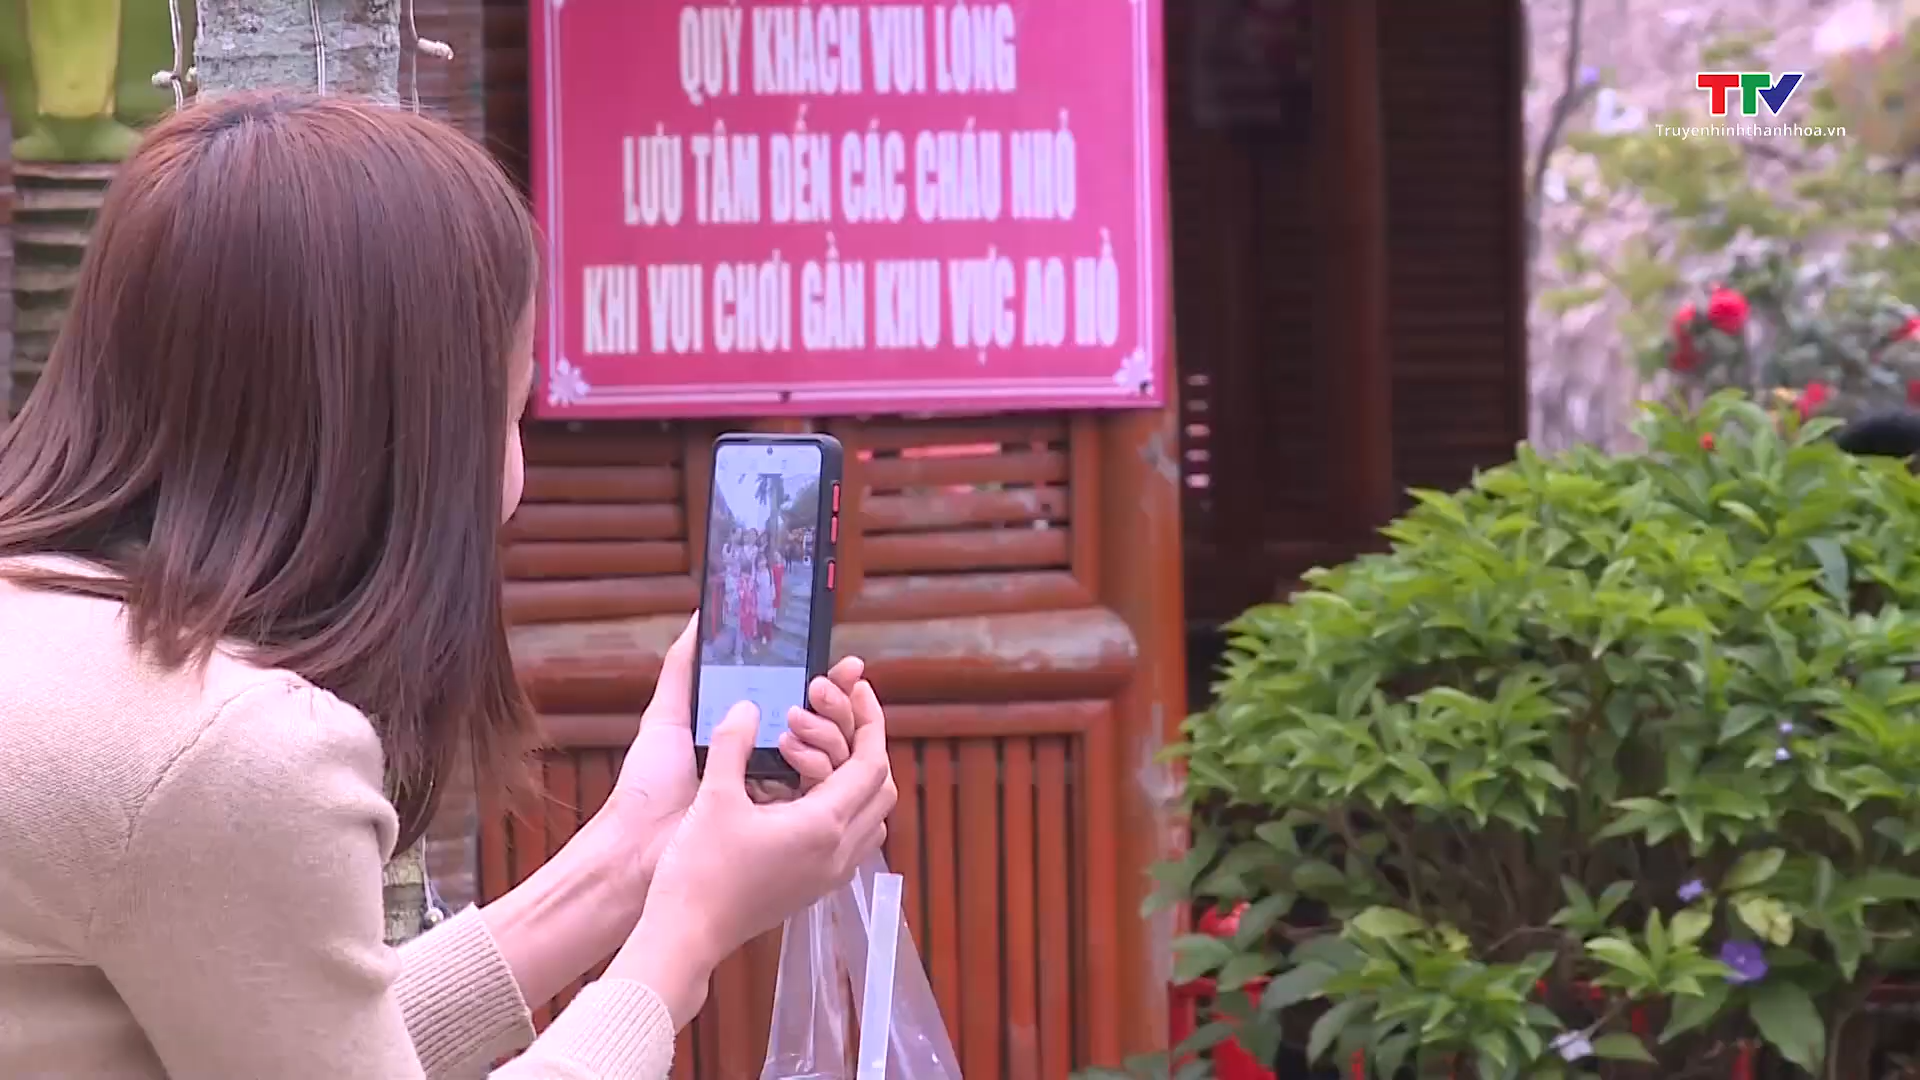 QUÝ KHÁCH VUI LÒNG
LƯU TÂM ĐẾN CÁC CHÁU NHỎ
KHI VUI CHƠI GẦN KHU VỰC AO HỒ
TTV
Truyenhinhthanhhoa.vn